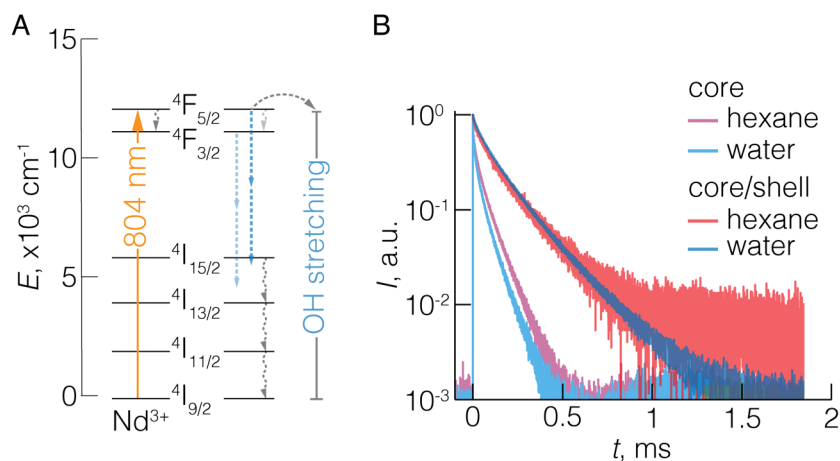 A
E, x10³ cm⁻¹
15
10
5
0
⁴F₅/₂
⁴F₃/₂
⁴I₁₅/₂
⁴I₁₃/₂
⁴I₁₁/₂
⁴I₉/₂
804 nm
OH stretching
Nd³⁺
B
core
hexane
water
core/shell
hexane
water
I, a.u.
10⁰
10⁻¹
10⁻²
10⁻³
0
0.5
1
1.5
2
t, ms